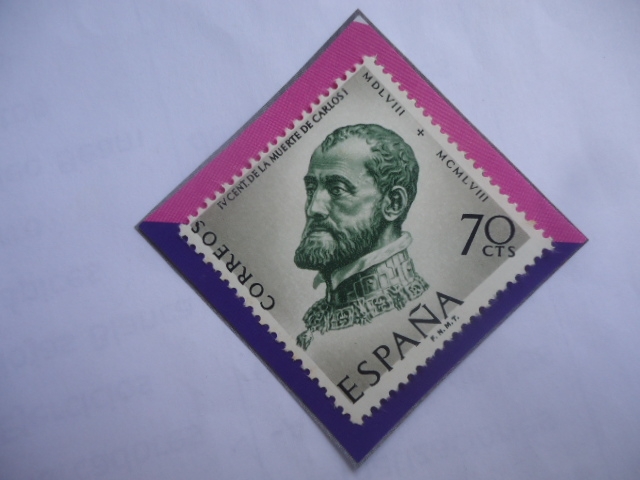 IV CENT. DE LA MUERTE DE CARLOS I
MDLVIII + MCMLVIII
CORREOS
70
CTS
ESPAÑA
F.N.M.T.